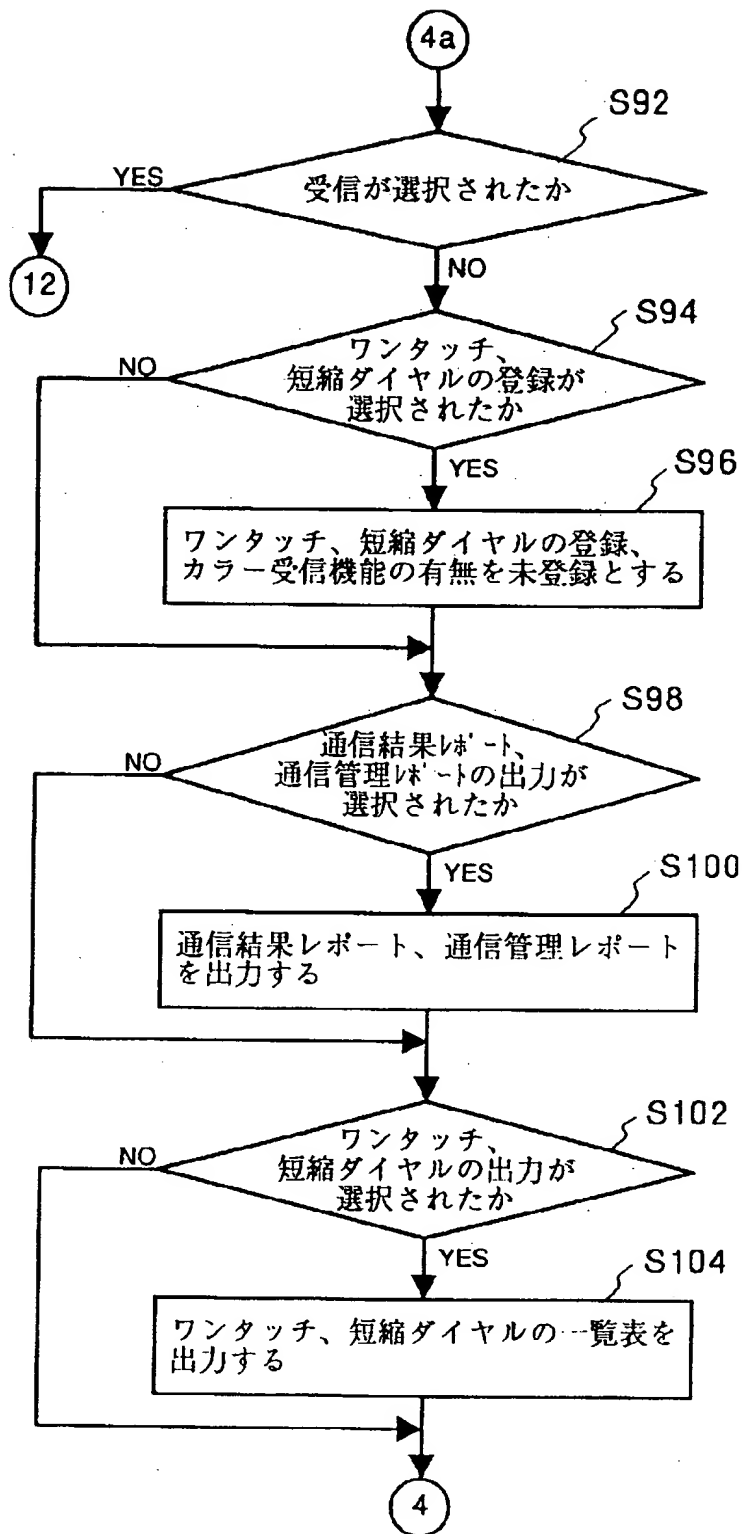 4a
S92
YES
受信が選択されたか
12
NO
S94
ワンタッチ、
NO
短縮ダイヤルの登録が
選択されたか
YES
S96
ワンタッチ、短縮ダイヤルの登録、
カラー受信機能の有無を未登録とする
S98
通信結果レポート、
NO
通信管理レポートの出力が
選択されたか
YES
S100
通信結果レポート、通信管理レポート
を出力する
S102
ワンタッチ、
NO
短縮ダイヤルの出力が
選択されたか
YES
S104
ワンタッチ、短縮ダイヤルの一覧表を
出力する
4